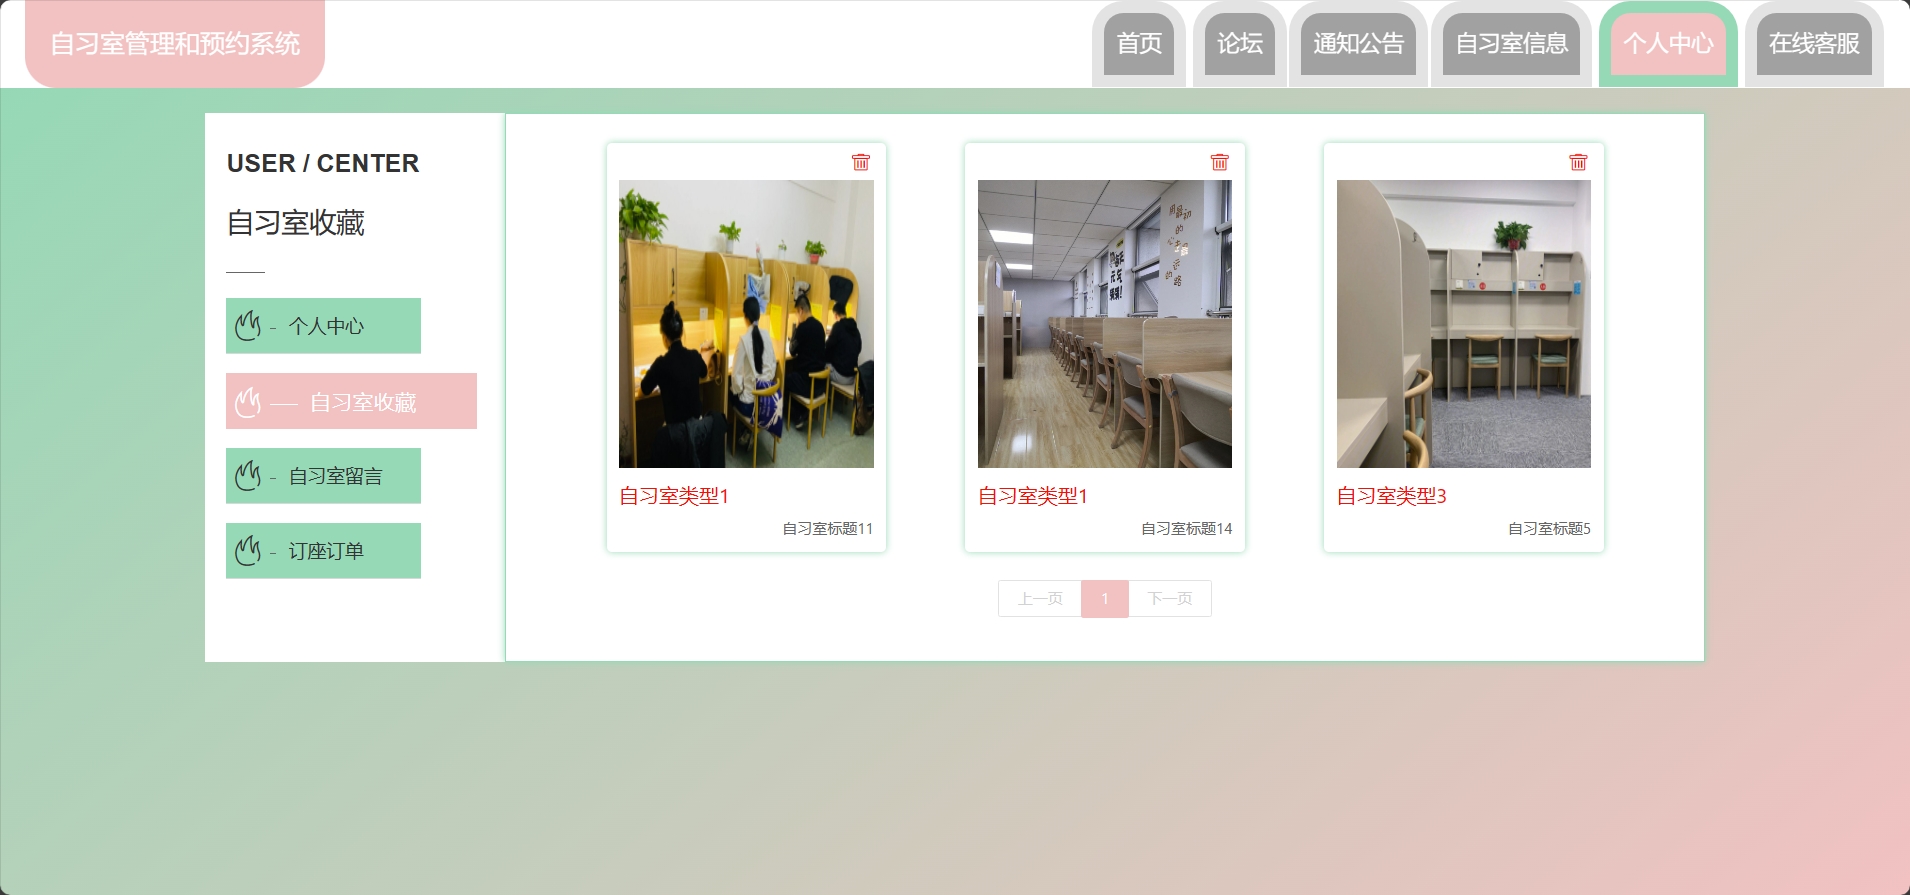 自习室管理和预约系统
首页
论坛
通知公告
自习室信息
个人中心
在线客服
USER / CENTER
自习室收藏
- 个人中心
自习室收藏
- 自习室留言
- 订座订单
元气
自习室类型1
自习室标题11
自习室类型1
自习室标题14
自习室类型3
自习室标题5
上一页
1
下一页